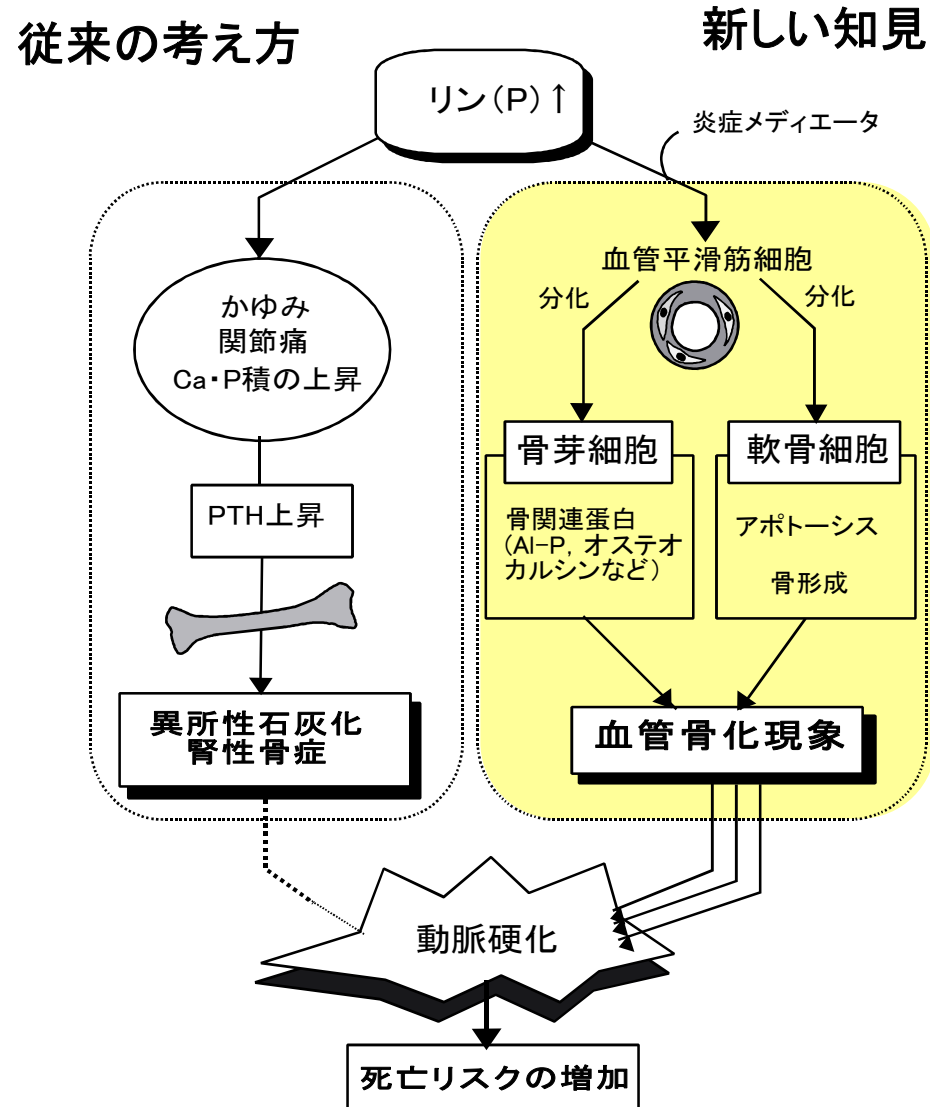 従来の考え方
新しい知見
リン(P)↑
炎症メディエータ
かゆみ
関節痛
Ca・P積の上昇
PTH上昇
異所性石灰化
腎性骨症
血管平滑筋細胞
分化
分化
骨芽細胞
骨関連蛋白
(Al-P, オステオ
カルシンなど)
軟骨細胞
アポトーシス
骨形成
血管骨化現象
動脈硬化
死亡リスクの増加